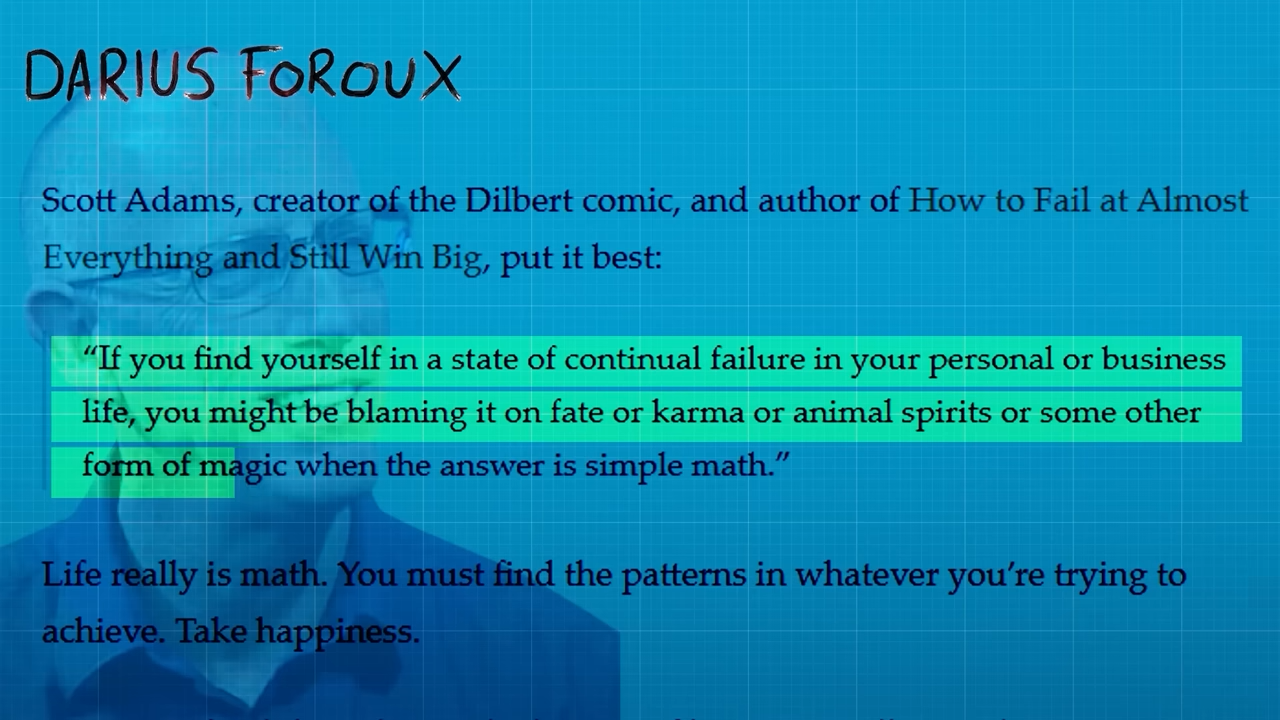 DARIUS FOROUX
Scott Adams, creator of the Dilbert comic, and author of How to Fail at Almost
Everything and Still Win Big, put it best:
“If you find yourself in a state of continual failure in your personal or business
life, you might be blaming it on fate or karma or animal spirits or some other
form of magic when the answer is simple math.”
Life really is math. You must find the patterns in whatever you’re trying to
achieve. Take happiness.